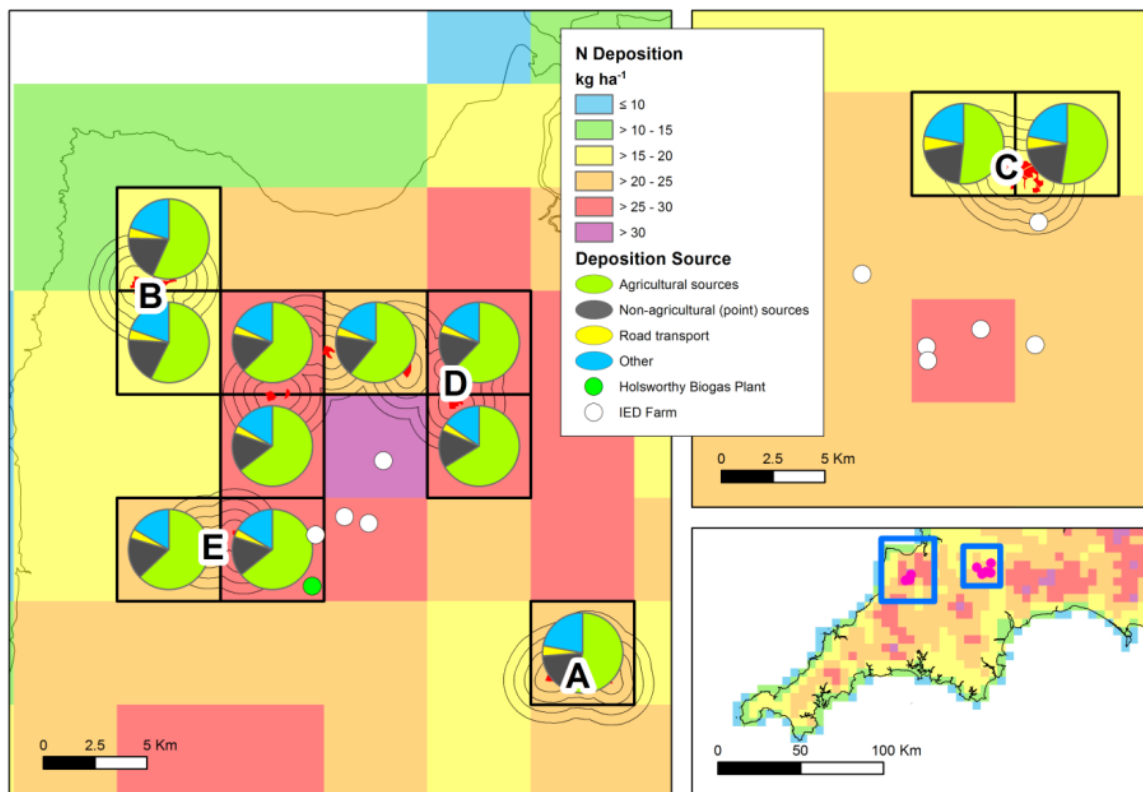 N Deposition
kg ha⁻¹
≤ 10
> 10 - 15
> 15 - 20
> 20 - 25
> 25 - 30
> 30
Deposition Source
Agricultural sources
Non-agricultural (point) sources
Road transport
Other
Holsworthy Biogas Plant
IED Farm
B
D
E
A
0 2.5 5 Km
C
0 2.5 5 Km
0 50 100 Km